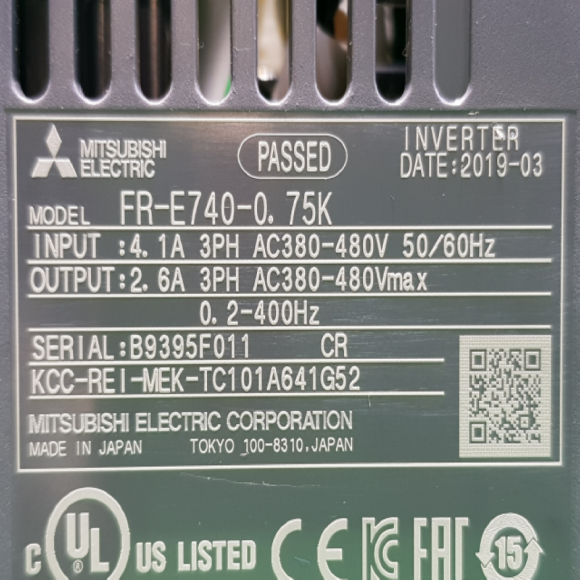 MITSUBISHI
ELECTRIC
PASSED
INVERTER
DATE:2019-03
MODEL FR-E740-0.75K
INPUT :4.1A 3PH AC380-480V 50/60Hz
OUTPUT:2.6A 3PH AC380-480Vmax
0.2-400Hz
SERIAL:B9395F011 CR
KCC-REI-MEK-TC101A641G52
MITSUBISHI ELECTRIC CORPORATION
MADE IN JAPAN TOKYO 100-8310,JAPAN
c UL US LISTED CE KC EAC 15